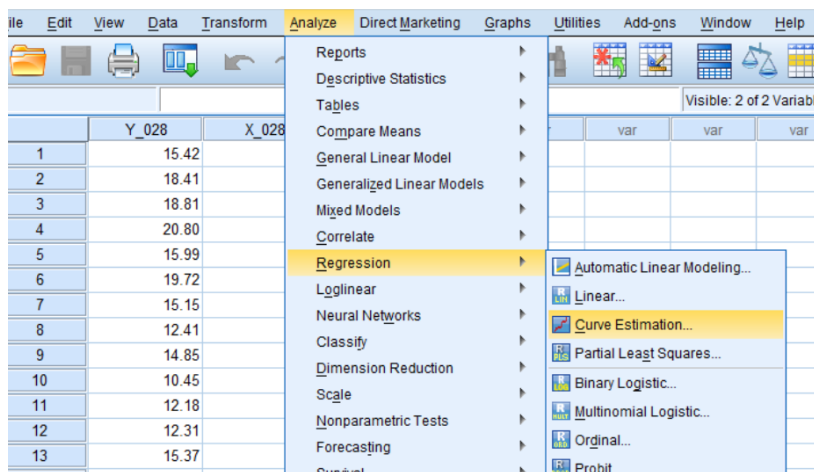 ile Edit View Data Transform Analyze Direct Marketing Graphs Utilities Add-ons Window Help
Visible: 2 of 2 Variabl
Y_028 X_028 var var var
1 15.42
2 18.41
3 18.81
4 20.80
5 15.99
6 19.72
7 15.15
8 12.41
9 14.85
10 10.45
11 12.18
12 12.31
13 15.37
Reports
Descriptive Statistics
Tables
Compare Means
General Linear Model
Generalized Linear Models
Mixed Models
Correlate
Regression
Loglinear
Neural Networks
Classify
Dimension Reduction
Scale
Nonparametric Tests
Forecasting
Survival
Automatic Linear Modeling...
Linear...
Curve Estimation...
Partial Least Squares...
Binary Logistic...
Multinomial Logistic...
Ordinal...
Probit